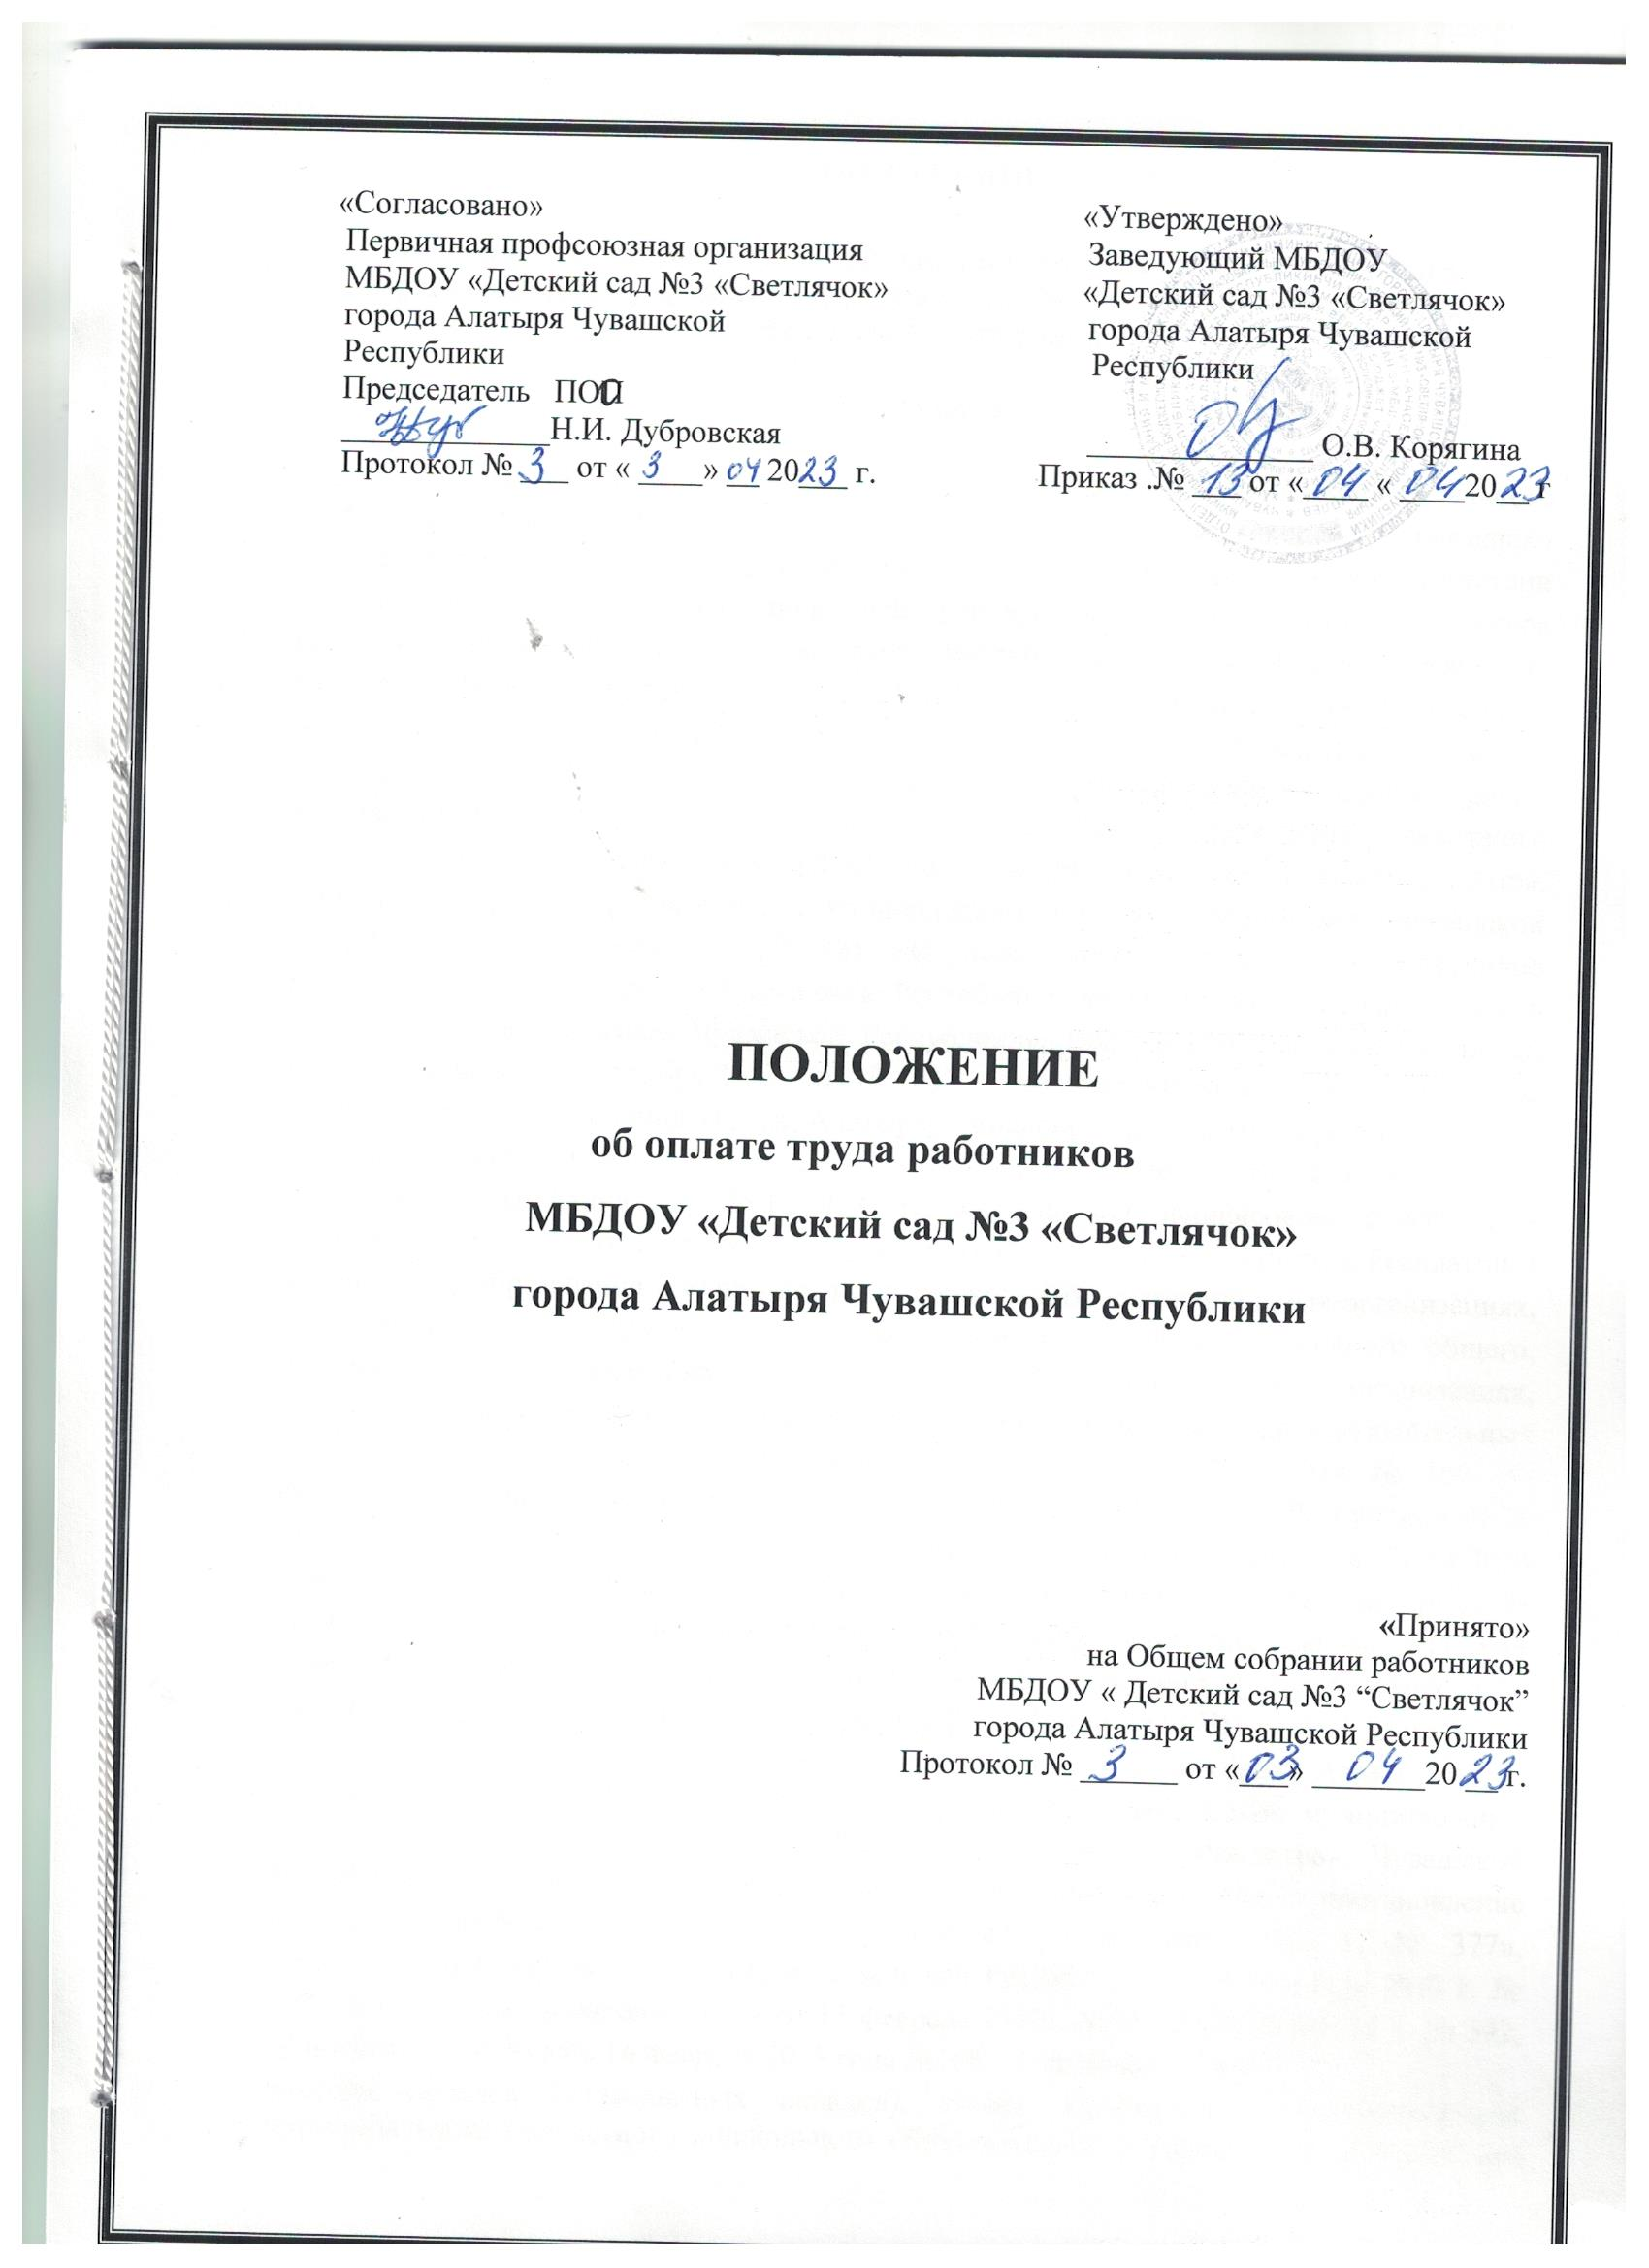 «Согласовано»
Первичная профсоюзная организация
МБДОУ «Детский сад №3 «Светлячок»
города Алатыря Чувашской
Республики
Председатель
Н.И. Дубровская
Протокол № 3 от « 3 » 04 2023 г.
«Утверждено»
Заведующий МБДОУ
«Детский сад №3 «Светлячок»
города Алатыря Чувашской
Республики
О.В. Корягина
Приказ .№ 13 от « 04 « 04 2023 г
ПОЛОЖЕНИЕ
об оплате труда работников
МБДОУ «Детский сад №3 «Светлячок»
города Алатыря Чувашской Республики
«Принято»
на Общем собрании работников
МБДОУ « Детский сад №3 “Светлячок”
города Алатыря Чувашской Республики
Протокол № 3 от «03» 04 20 23 г.